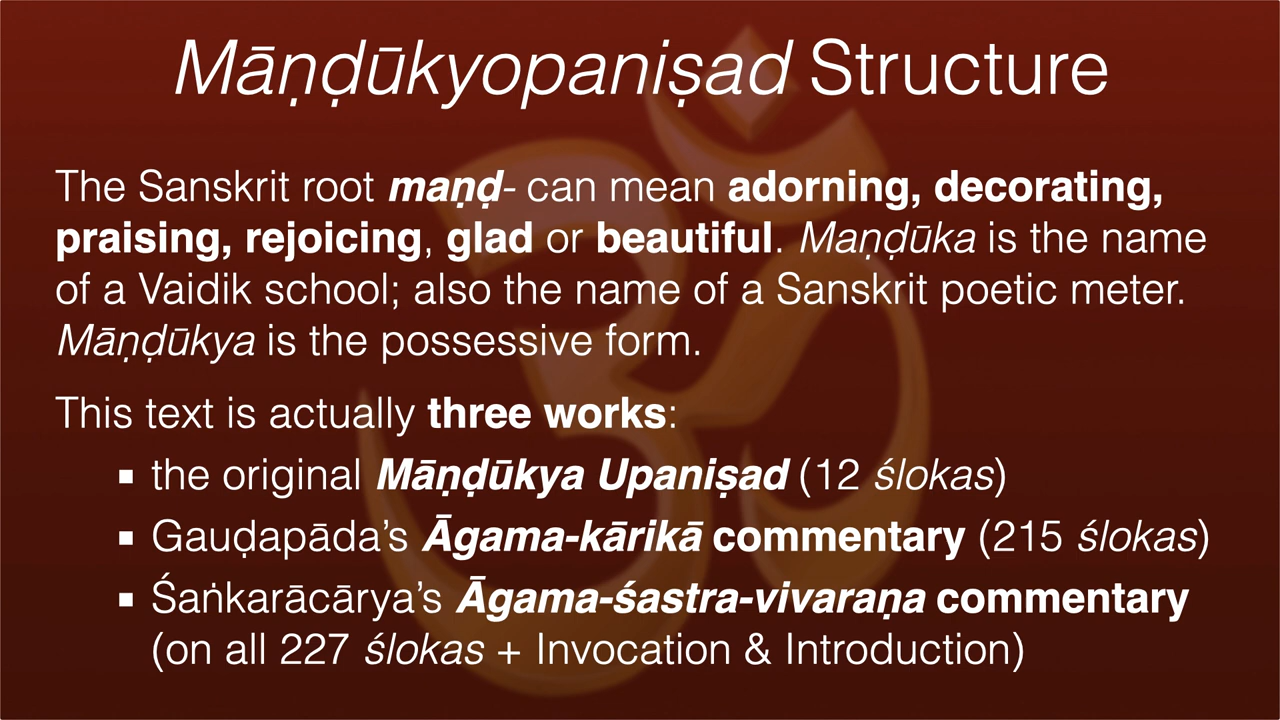 Māṇḍūkyopaniṣad Structure
The Sanskrit root maṇḍ- can mean adorning, decorating,
praising, rejoicing, glad or beautiful. Maṇḍūka is the name
of a Vaidik school; also the name of a Sanskrit poetic meter.
Māṇḍūkya is the possessive form.
This text is actually three works:
▪ the original Māṇḍūkya Upaniṣad (12 ślokas)
▪ Gauḍapāda’s Āgama-kārikā commentary (215 ślokas)
▪ Śaṅkarācārya’s Āgama-śastra-vivaraṇa commentary
(on all 227 ślokas + Invocation & Introduction)